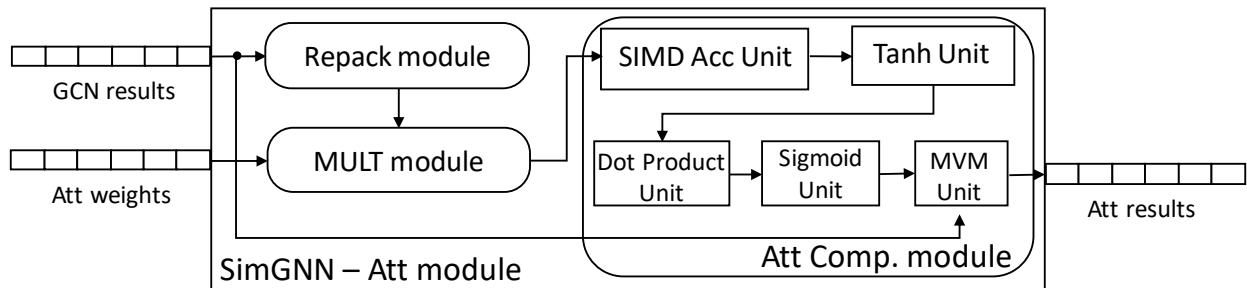 Repack module
SIMD Acc Unit
Tanh Unit
GCN results
MULT module
Dot Product
Unit
Sigmoid
Unit
MVM
Unit
Att weights
Att results
SimGNN – Att module
Att Comp. module